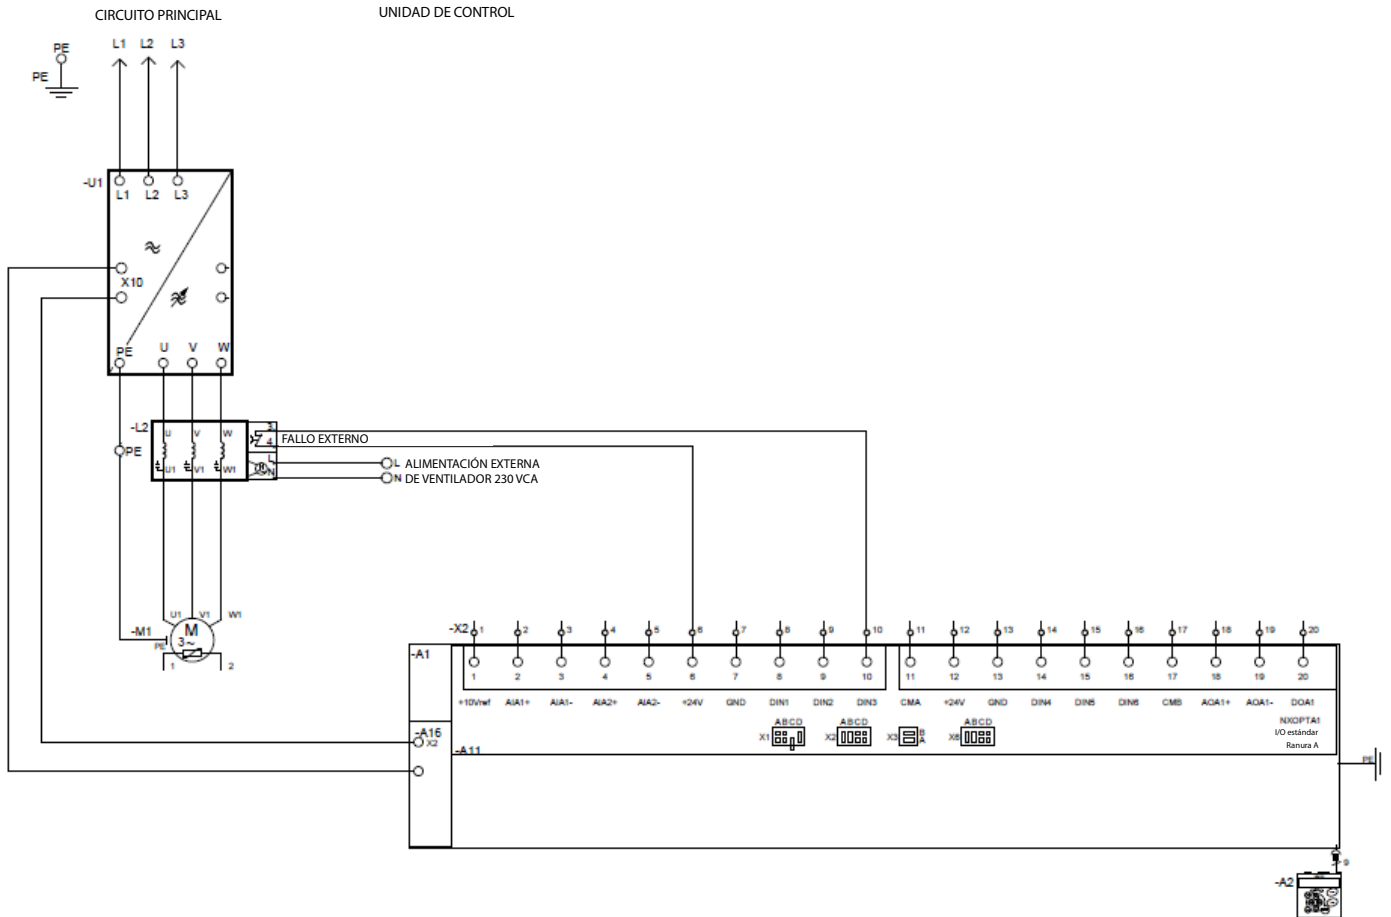 CIRCUITO PRINCIPAL
UNIDAD DE CONTROL
PE
L1 L2 L3
PE
-U1
L1 L2 L3
X10
PE U V W
-L2
U V W
3
4
FALLO EXTERNO
PE
U1 V1 W1
L
N
L ALIMENTACIÓN EXTERNA
N DE VENTILADOR 230 VCA
U1 V1 W1
-M1
M
3~
PE
1 2
-X2 1 2 3 4 5 6 7 8 9 10 11 12 13 14 15 16 17 18 19 20
-A1
1 2 3 4 5 6 7 8 9 10 11 12 13 14 15 16 17 18 19 20
+10Vref AIA1+ AIA1- AIA2+ AIA2- +24V GND DIN1 DIN2 DIN3 CMA +24V GND DIN4 DIN5 DIN6 CMB AOA1+ AOA1- DOA1
NXOPTA1
I/O estándar
Ranura A
ABCD ABCD ABCD
X1 X2 X3 B A X6
-A16
X2
-A11
PE
9
-A2